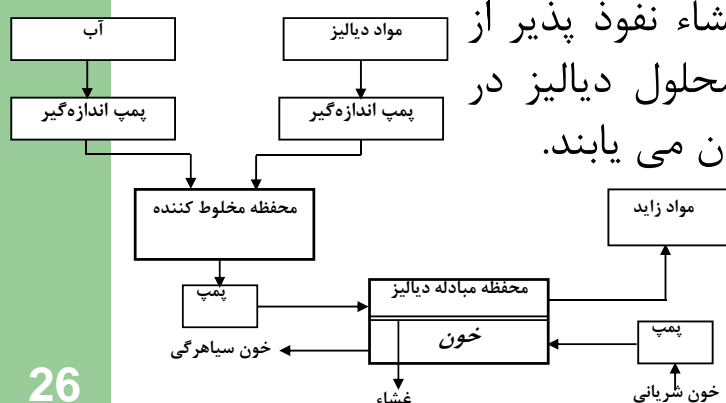 شاء نفوذ پذیر از
محلول دیالیز در
ن می یابند.
آب
مواد دیالیز
پمپ اندازه‌گیر
پمپ اندازه‌گیر
محفظه مخلوط کننده
مواد زاید
پمپ
محفظه مبادله دیالیز
خون
پمپ
خون سیاهرگی
غشاء
خون شریانی
26